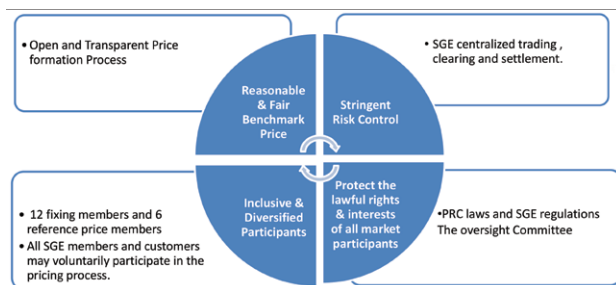 • Open and Transparent Price
formation Process
• SGE centralized trading ,
clearing and settlement.
Reasonable
& Fair
Benchmark
Price
Stringent
Risk Control
Inclusive &
Diversified
Participants
Protect the
lawful rights
& interests
of all market
participants
• 12 fixing members and 6
reference price members
• All SGE members and customers
may voluntarily participate in the
pricing process.
•PRC laws and SGE regulations
The oversight Committee